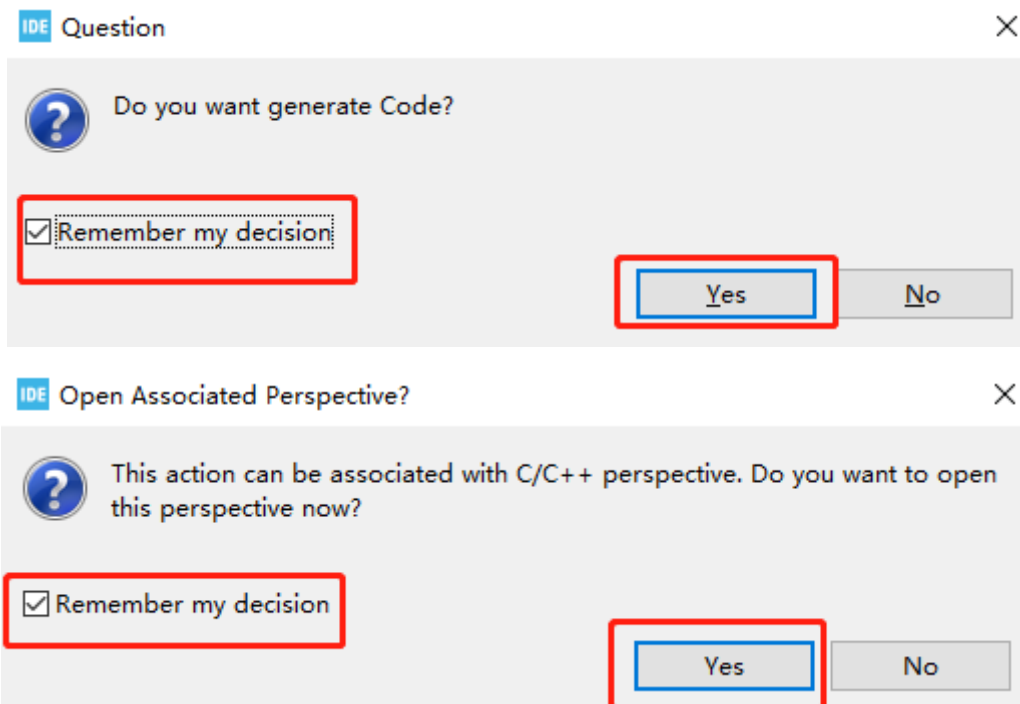 IDE Question
Do you want generate Code?
Remember my decision
Yes No
IDE Open Associated Perspective?
This action can be associated with C/C++ perspective. Do you want to open
this perspective now?
Remember my decision
Yes No